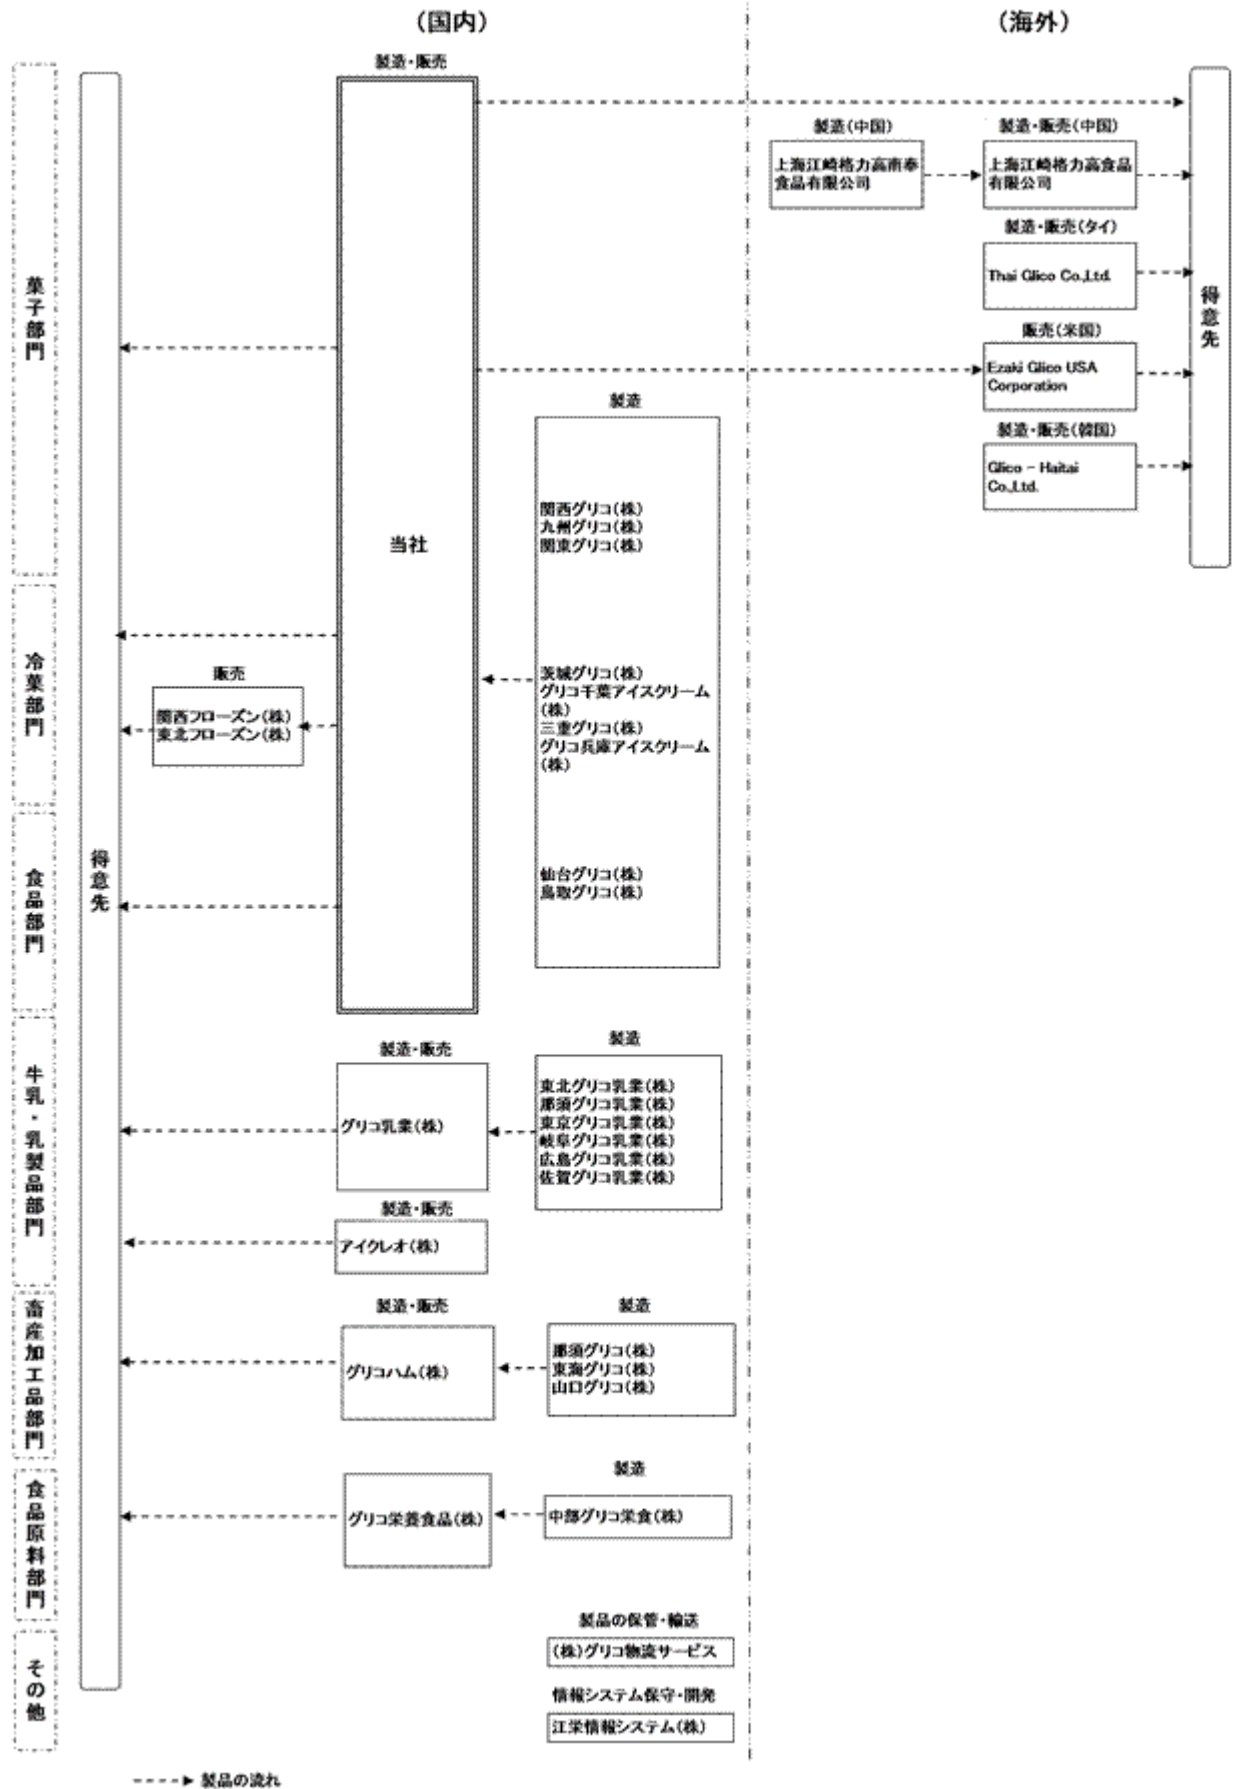 (国内)
(海外)
製造・販売
当社
菓子部門
冷菓部門
食品部門
牛乳・乳製品部門
畜産加工品部門
食品原料部門
その他
得意先
製造(中国)
上海江崎格力高南奉
食品有限公司
製造・販売(中国)
上海江崎格力高食品
有限公司
製造・販売(タイ)
Thai Glico Co.,Ltd.
販売(米国)
Ezaki Glico USA
Corporation
製造・販売(韓国)
Glico - Haitai
Co.,Ltd.
得意先
製造
関西グリコ(株)
九州グリコ(株)
関東グリコ(株)
茨城グリコ(株)
グリコ千葉アイスクリーム
(株)
三重グリコ(株)
グリコ兵庫アイスクリーム
(株)
仙台グリコ(株)
鳥取グリコ(株)
販売
関西フローズン(株)
東北フローズン(株)
製造・販売
グリコ乳業(株)
製造
東北グリコ乳業(株)
那須グリコ乳業(株)
東京グリコ乳業(株)
岐阜グリコ乳業(株)
広島グリコ乳業(株)
佐賀グリコ乳業(株)
製造・販売
アイクレオ(株)
製造・販売
グリコハム(株)
製造
那須グリコ(株)
東海グリコ(株)
山口グリコ(株)
グリコ栄養食品(株)
製造
中部グリコ栄食(株)
製品の保管・輸送
(株)グリコ物流サービス
情報システム保守・開発
江栄情報システム(株)
製品の流れ